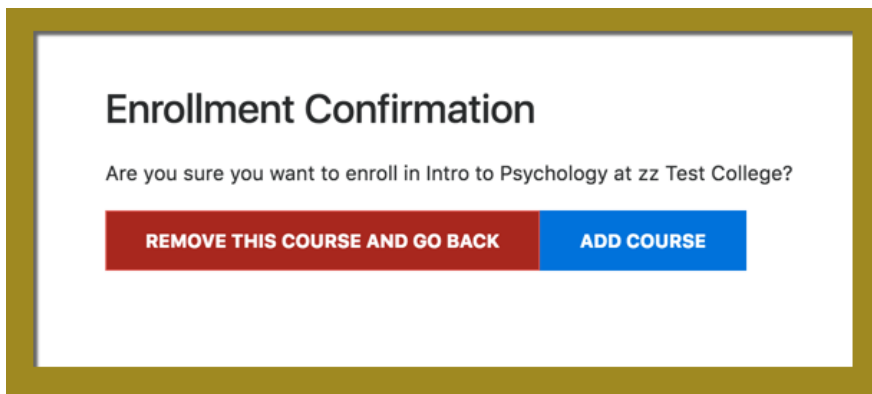 Enrollment Confirmation
Are you sure you want to enroll in Intro to Psychology at zz Test College?
REMOVE THIS COURSE AND GO BACK ADD COURSE